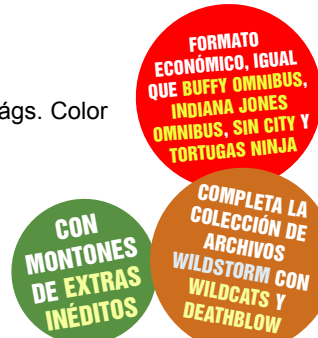 FORMATO
ECONÓMICO, IGUAL
QUE BUFFY OMNIBUS,
INDIANA JONES
OMNIBUS, SIN CITY Y
TORTUGAS NINJA
ágs. Color
COMPLETA LA
COLECCIÓN DE
ARCHIVOS
WILDSTORM CON
WILDCATS Y
DEATHBLOW
CON
MONTONES
DE EXTRAS
INÉDITOS